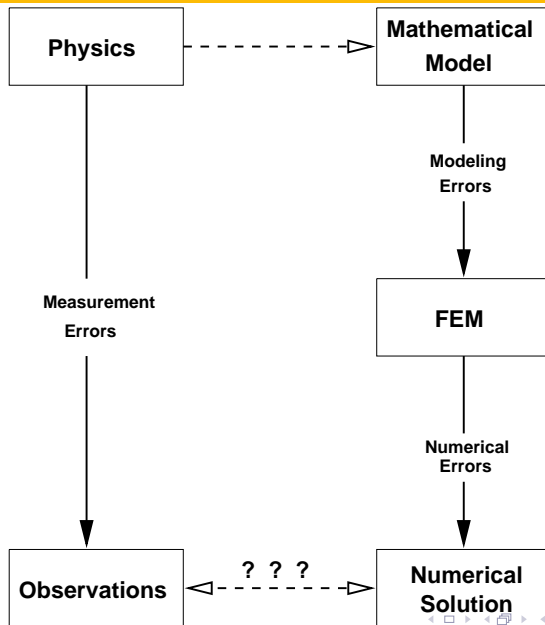 Physics
Mathematical
Model
Modeling
Errors
Measurement
Errors
FEM
Numerical
Errors
Observations
? ? ?
Numerical
Solution